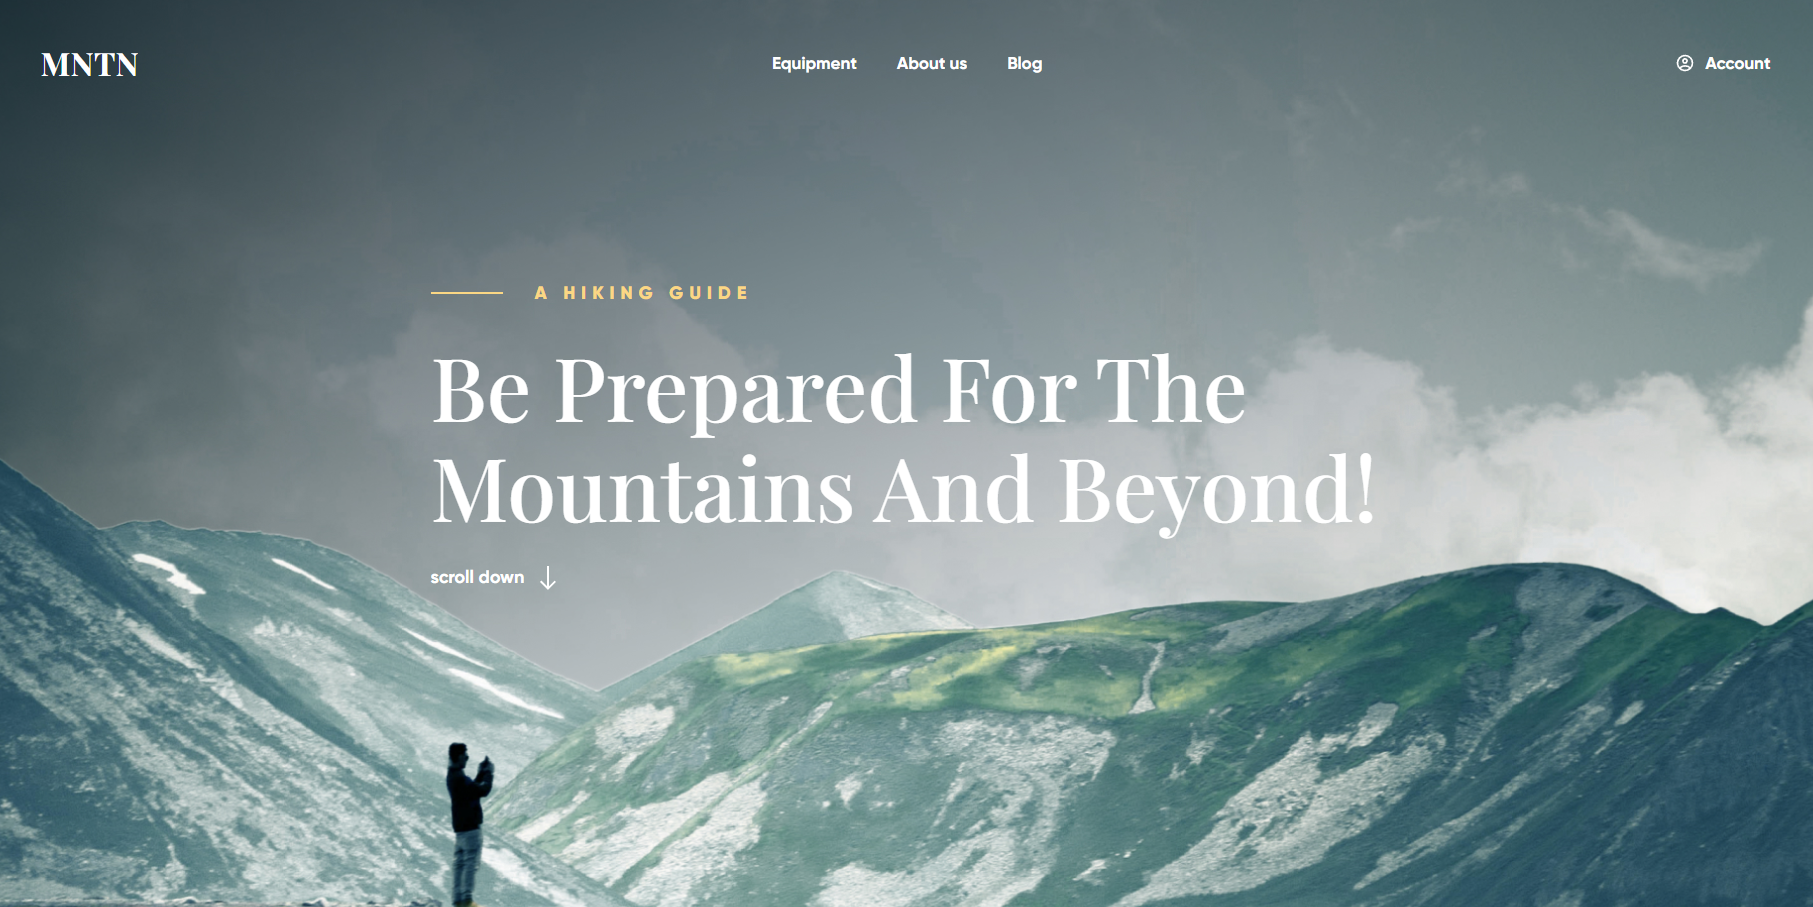 MNTN
Equipment
About us
Blog
Account
A HIKING GUIDE
Be Prepared For The
Mountains And Beyond!
scroll down